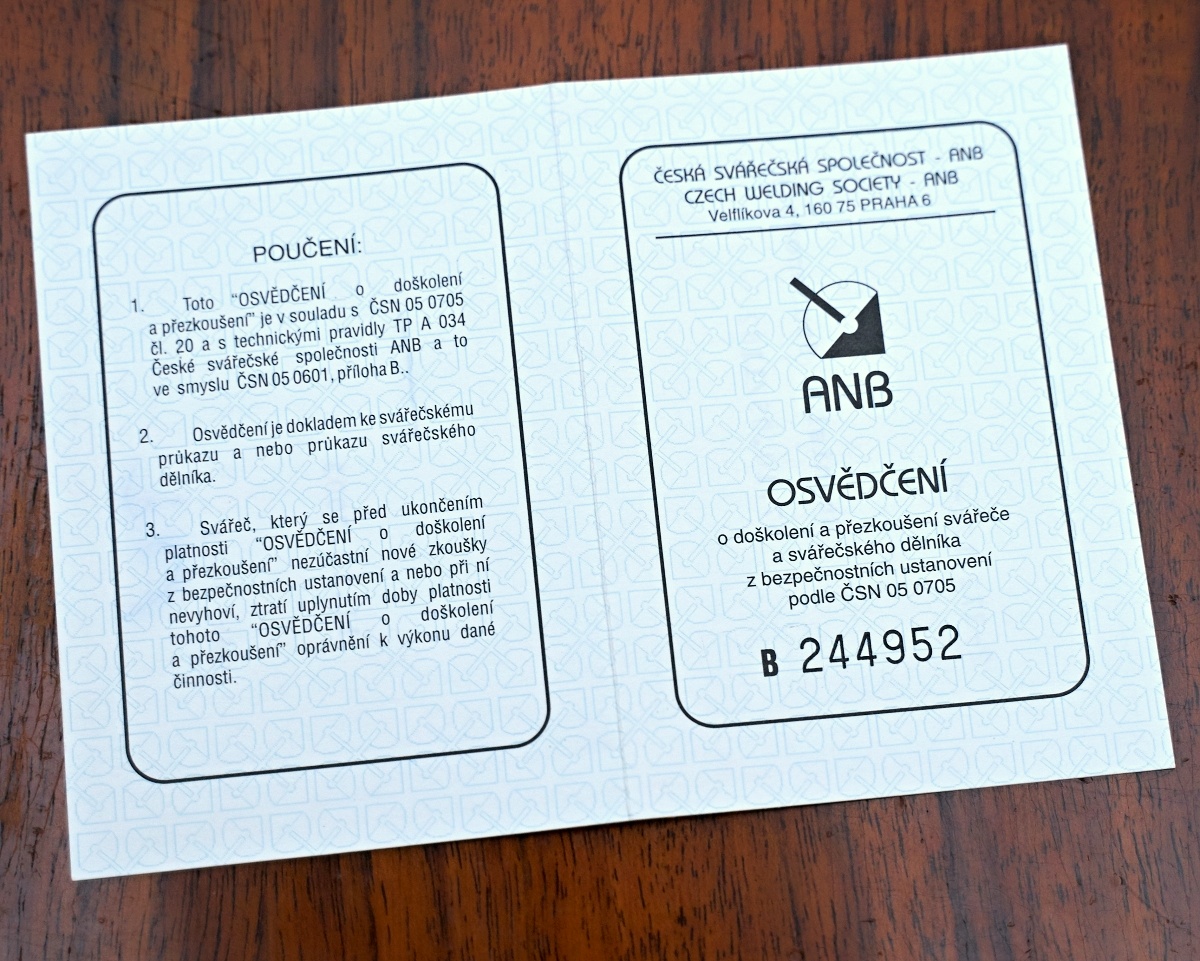 POUČENÍ:
1. Toto “OSVĚDČENÍ o doškolení
a přezkoušení” je v souladu s ČSN 05 0705
čl. 20 a s technickými pravidly TP A 034
České svářečské společnosti ANB a to
ve smyslu ČSN 05 0601, příloha B..
2. Osvědčení je dokladem ke svářečskému
průkazu a nebo průkazu svářečského
dělníka.
3. Svářeč, který se před ukončením
platnosti “OSVĚDČENÍ o doškolení
a přezkoušení” nezúčastní nové zkoušky
z bezpečnostních ustanovení a nebo při ní
nevyhoví, ztratí uplynutím doby platnosti
tohoto “OSVĚDČENÍ o doškolení
a přezkoušení” oprávnění k výkonu dané
činnosti.
ČESKÁ SVÁŘEČSKÁ SPOLEČNOST - ANB
CZECH WELDING SOCIETY - ANB
Velflíkova 4, 160 75 PRAHA 6
ANB
OSVĚDČENÍ
o doškolení a přezkoušení svářeče
a svářečského dělníka
z bezpečnostních ustanovení
podle ČSN 05 0705
B 244952